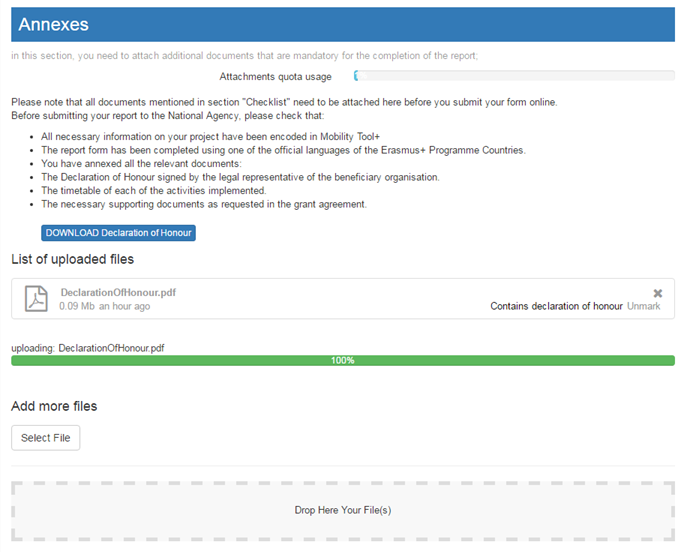 Annexes
in this section, you need to attach additional documents that are mandatory for the completion of the report;
Attachments quota usage
Please note that all documents mentioned in section "Checklist" need to be attached here before you submit your form online.
Before submitting your report to the National Agency, please check that:
All necessary information on your project have been encoded in Mobility Tool+
The report form has been completed using one of the official languages of the Erasmus+ Programme Countries.
You have annexed all the relevant documents:
The Declaration of Honour signed by the legal representative of the beneficiary organisation.
The timetable of each of the activities implemented.
The necessary supporting documents as requested in the grant agreement.
DOWNLOAD Declaration of Honour
List of uploaded files
DeclarationOfHonour.pdf
0.09 Mb an hour ago
Contains declaration of honour Unmark
uploading: DeclarationOfHonour.pdf
100%
Add more files
Select File
Drop Here Your File(s)